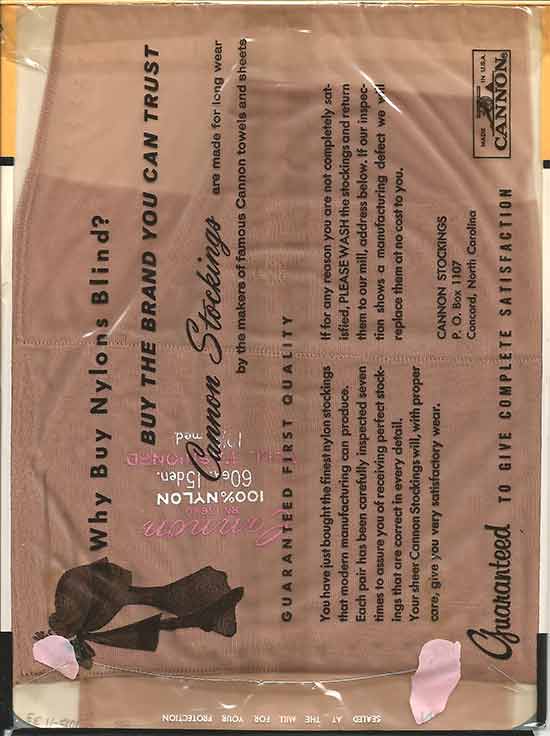 Why Buy Nylons Blind?
BUY THE BRAND YOU CAN TRUST
Cannon Stockings are made for long wear
by the makers of famous Cannon towels and sheets
GUARANTEED FIRST QUALITY
You have just bought the finest nylon stockings
that modern manufacturing can produce.
Each pair has been carefully inspected seven
times to assure you of receiving perfect stock-
ings that are correct in every detail.
Your sheer Cannon Stockings will, with proper
care, give you very satisfactory wear.
If for any reason you are not completely sat-
isfied, PLEASE WASH the stockings and return
them to our mill, address below. If our inspec-
tion shows a manufacturing defect we will
replace them at no cost to you.
CANNON STOCKINGS
P. O. Box 1107
Concord, North Carolina
Guaranteed TO GIVE COMPLETE SATISFACTION
MADE IN U.S.A.
CANNON
Cannon
100% NYLON
60 15 den.
med.
SEALED AT THE MILL FOR YOUR PROTECTION